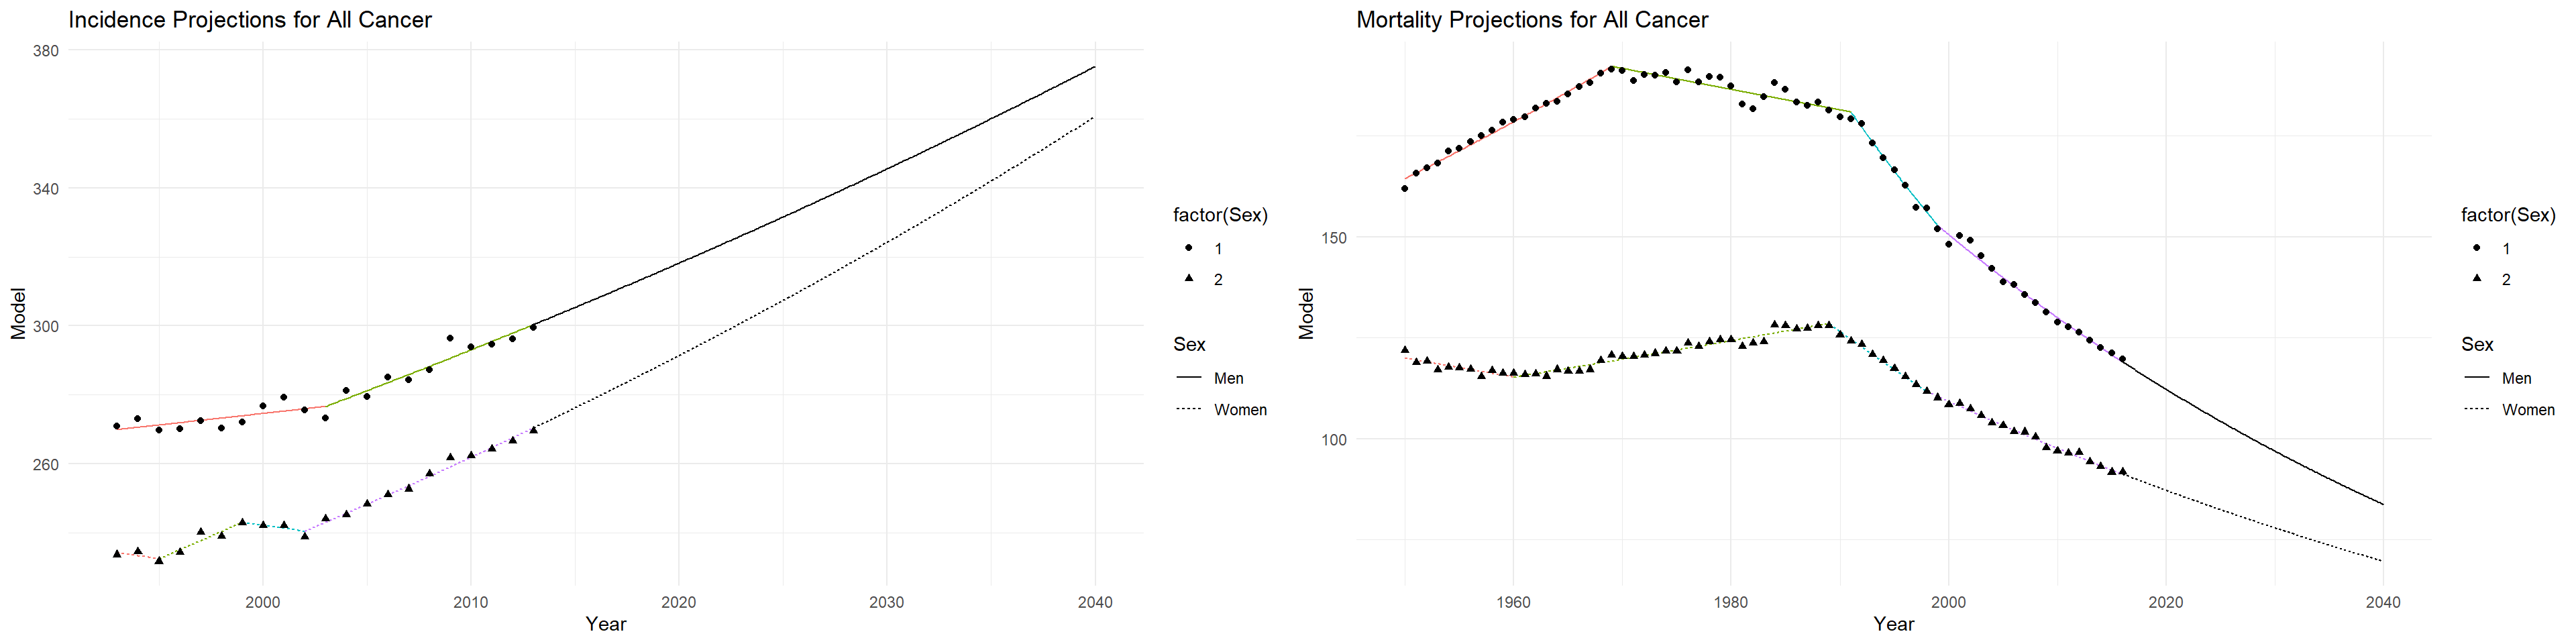 Incidence Projections for All Cancer
Model
380
340
300
260
2000
2010
2020
2030
2040
Year
factor(Sex)
1
2
Sex
Men
Women
Mortality Projections for All Cancer
Model
150
100
1960
1980
2000
2020
2040
Year
factor(Sex)
1
2
Sex
Men
Women